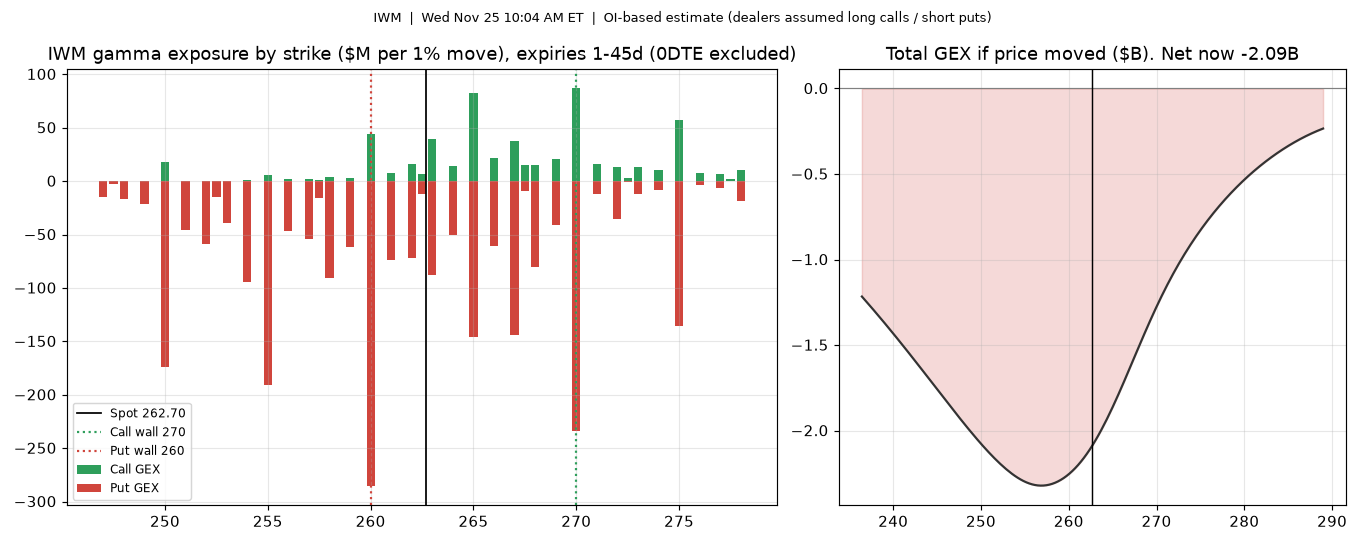 IWM | Wed Nov 25 10:04 AM ET | OI-based estimate (dealers assumed long calls / short puts)
IWM gamma exposure by strike ($M per 1% move), expiries 1-45d (0DTE excluded)
100
50
0
−50
−100
−150
−200
−250
−300
Spot 262.70
Call wall 270
Put wall 260
Call GEX
Put GEX
250 255 260 265 270 275
Total GEX if price moved ($B). Net now -2.09B
0.0
−0.5
−1.0
−1.5
−2.0
240 250 260 270 280 290